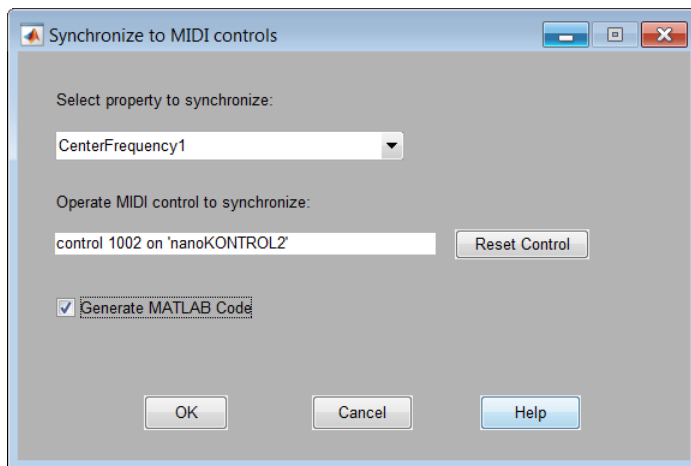 Synchronize to MIDI controls
Select property to synchronize:
CenterFrequency1
Operate MIDI control to synchronize:
control 1002 on 'nanoKONTROL2'
Reset Control
Generate MATLAB Code
OK
Cancel
Help